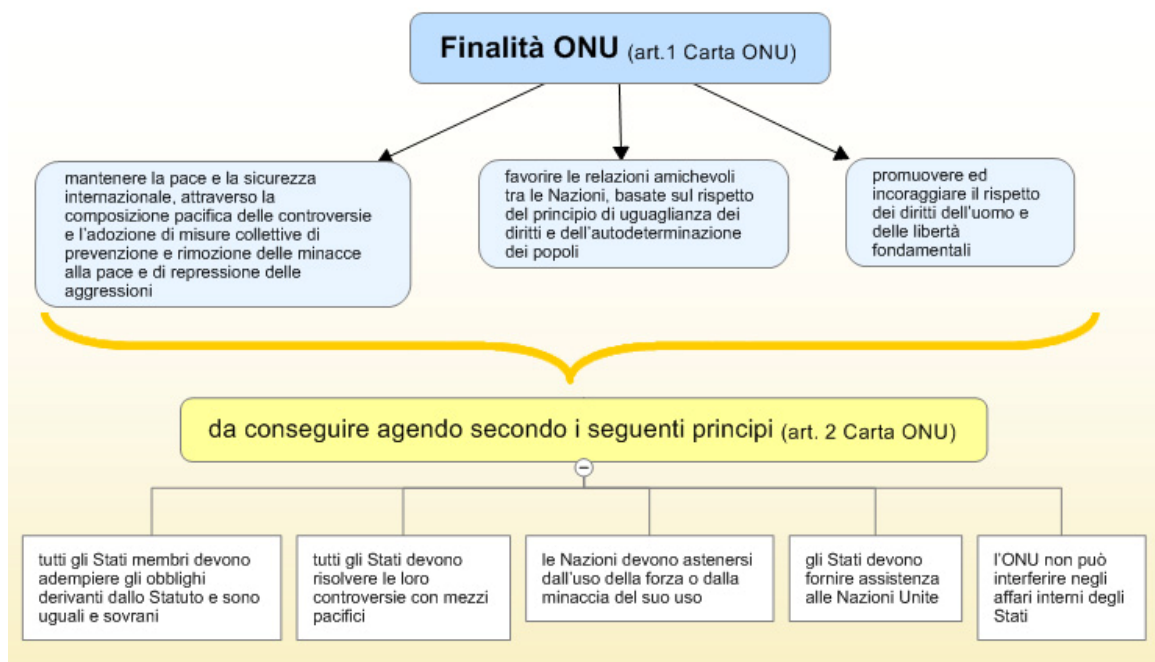 Finalità ONU (art.1 Carta ONU)
mantenere la pace e la sicurezza
internazionale, attraverso la
composizione pacifica delle controversie
e l'adozione di misure collettive di
prevenzione e rimozione delle minacce
alla pace e di repressione delle
aggressioni
favorire le relazioni amichevoli
tra le Nazioni, basate sul rispetto
del principio di uguaglianza dei
diritti e dell'autodeterminazione
dei popoli
promuovere ed
incoraggiare il rispetto
dei diritti dell'uomo e
delle libertà
fondamentali
da conseguire agendo secondo i seguenti principi (art. 2 Carta ONU)
tutti gli Stati membri devono
adempiere gli obblighi
derivanti dallo Statuto e sono
uguali e sovrani
tutti gli Stati devono
risolvere le loro
controversie con mezzi
pacifici
le Nazioni devono astenersi
dall'uso della forza o dalla
minaccia del suo uso
gli Stati devono
fornire assistenza
alle Nazioni Unite
l'ONU non può
interferire negli
affari interni degli
Stati